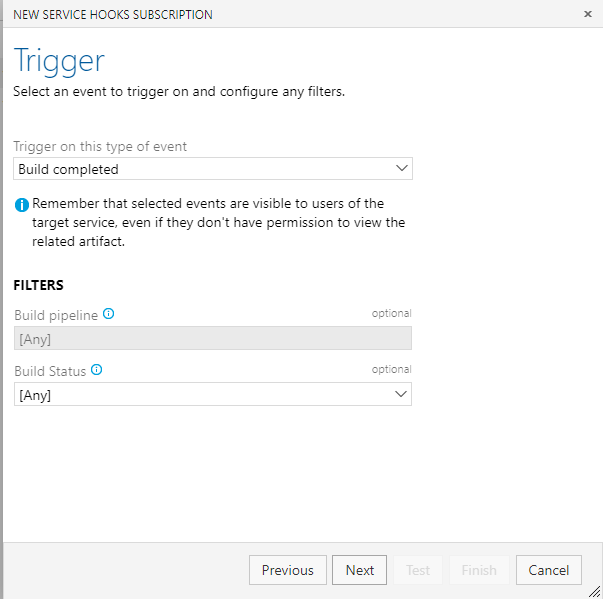 NEW SERVICE HOOKS SUBSCRIPTION
Trigger
Select an event to trigger on and configure any filters.
Trigger on this type of event
Build completed
Remember that selected events are visible to users of the
target service, even if they don't have permission to view the
related artifact.
FILTERS
Build pipeline optional
[Any]
Build Status optional
[Any]
Previous Next Test Finish Cancel